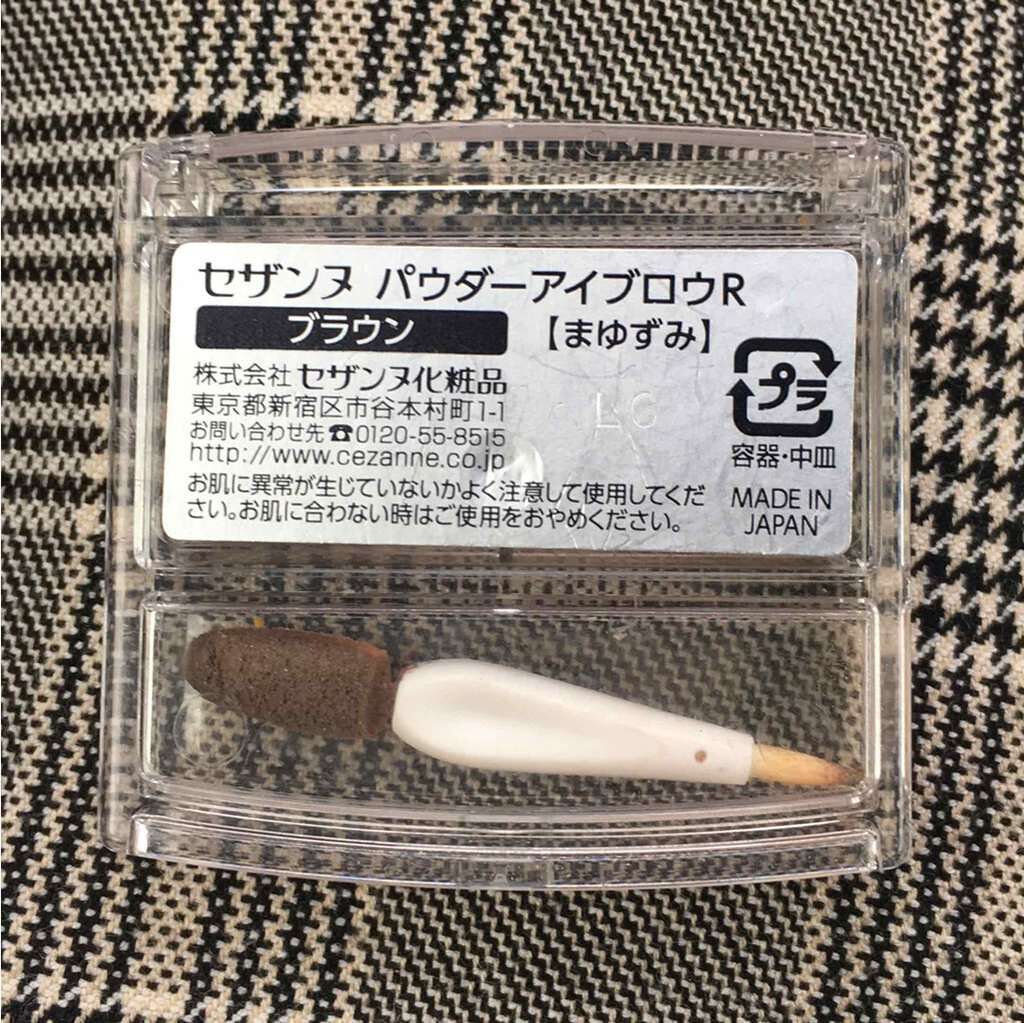 セザンヌ パウダーアイブロウR
ブラウン 【まゆずみ】
株式会社 セザンヌ化粧品
東京都新宿区市谷本村町1-1
お問い合わせ先☎0120-55-8515
http://www.cezanne.co.jp
お肌に異常が生じていないかよく注意して使用してくだ
さい。お肌に合わない時はご使用をおやめください。
プラ
容器・中皿
MADE IN
JAPAN